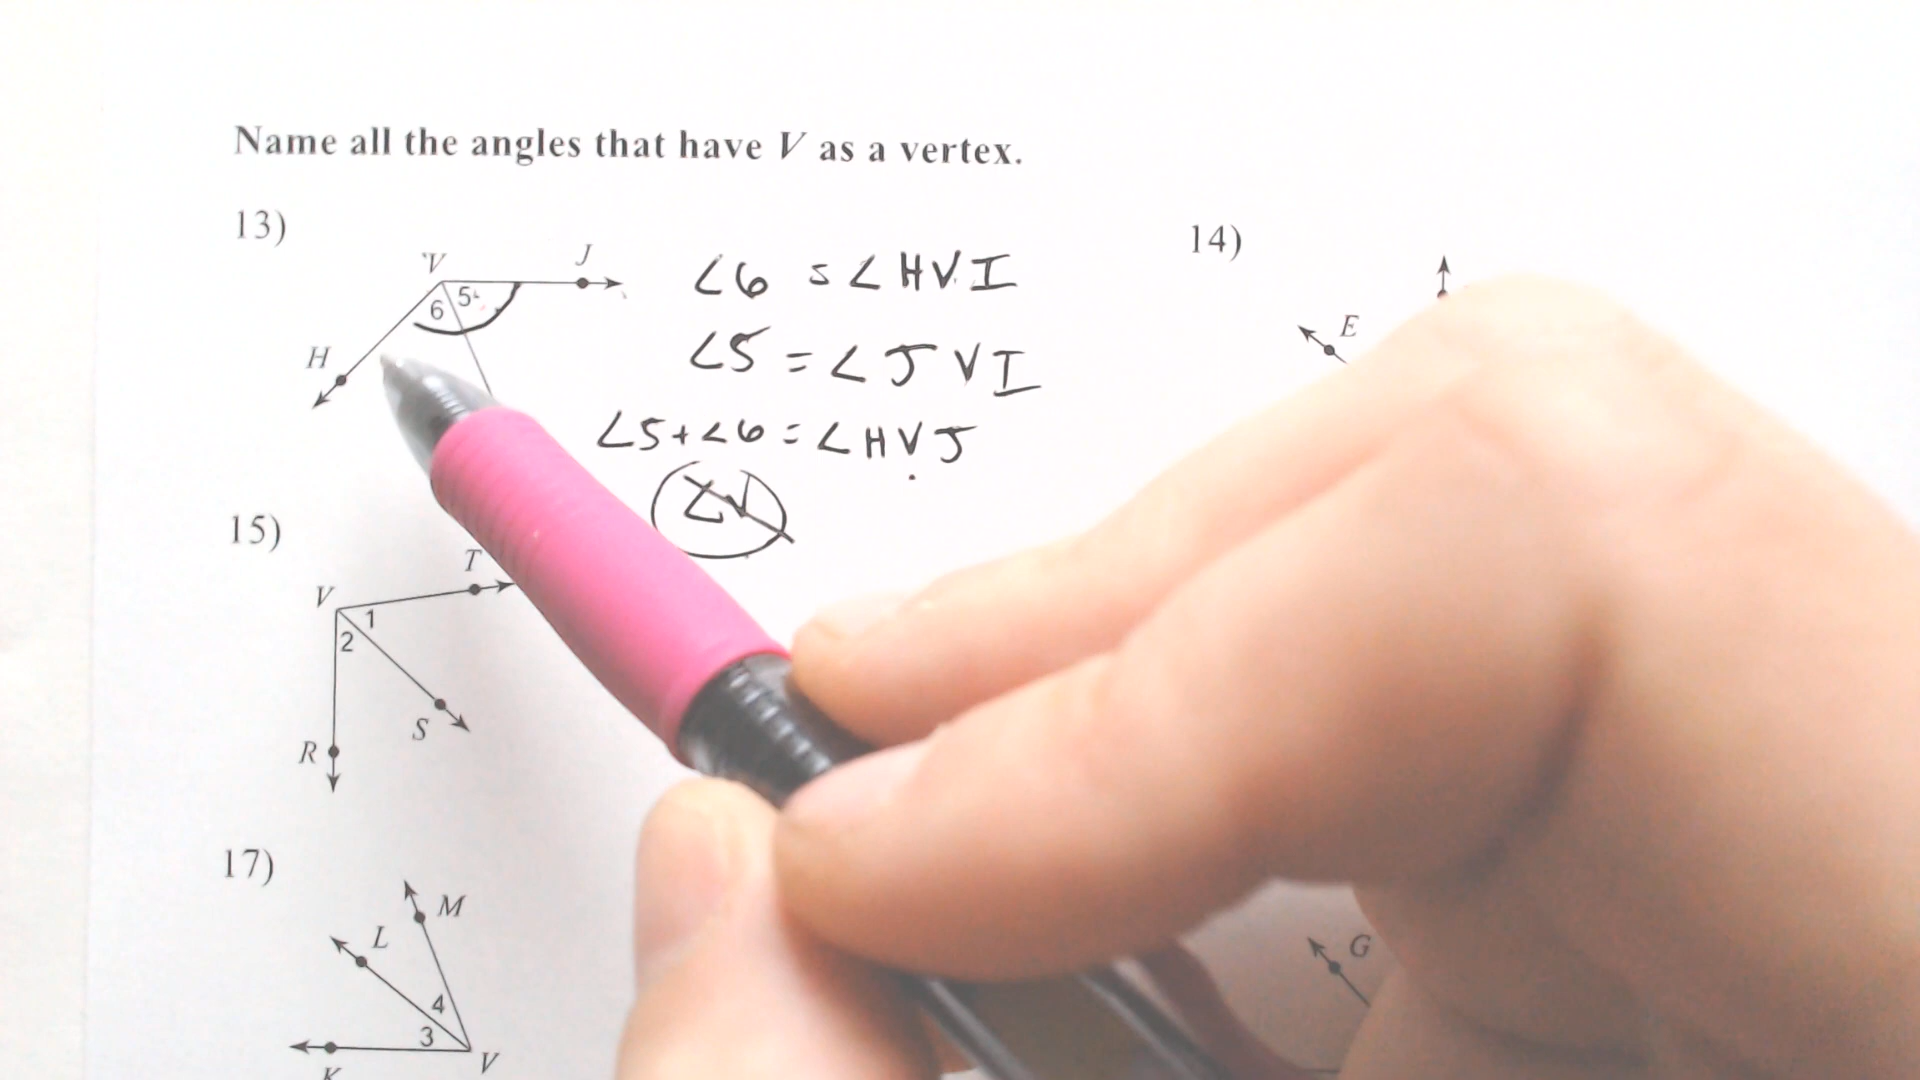 Name all the angles that have V as a vertex.
13)
V
J
5
6
H
∠6 = ∠HVI
∠5 = ∠JVI
∠5+∠6 = ∠HVJ
∠V
14)
E
15)
V
T
1
2
S
R
17)
M
L
4
3
K
V
G